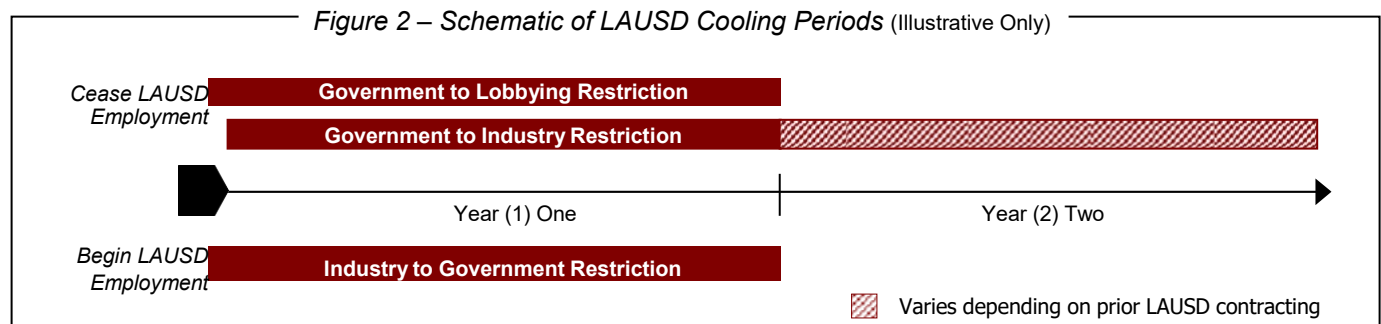 Figure 2 – Schematic of LAUSD Cooling Periods (Illustrative Only)
Cease LAUSD
Employment
Government to Lobbying Restriction
Government to Industry Restriction
Year (1) One
Year (2) Two
Begin LAUSD
Employment
Industry to Government Restriction
Varies depending on prior LAUSD contracting